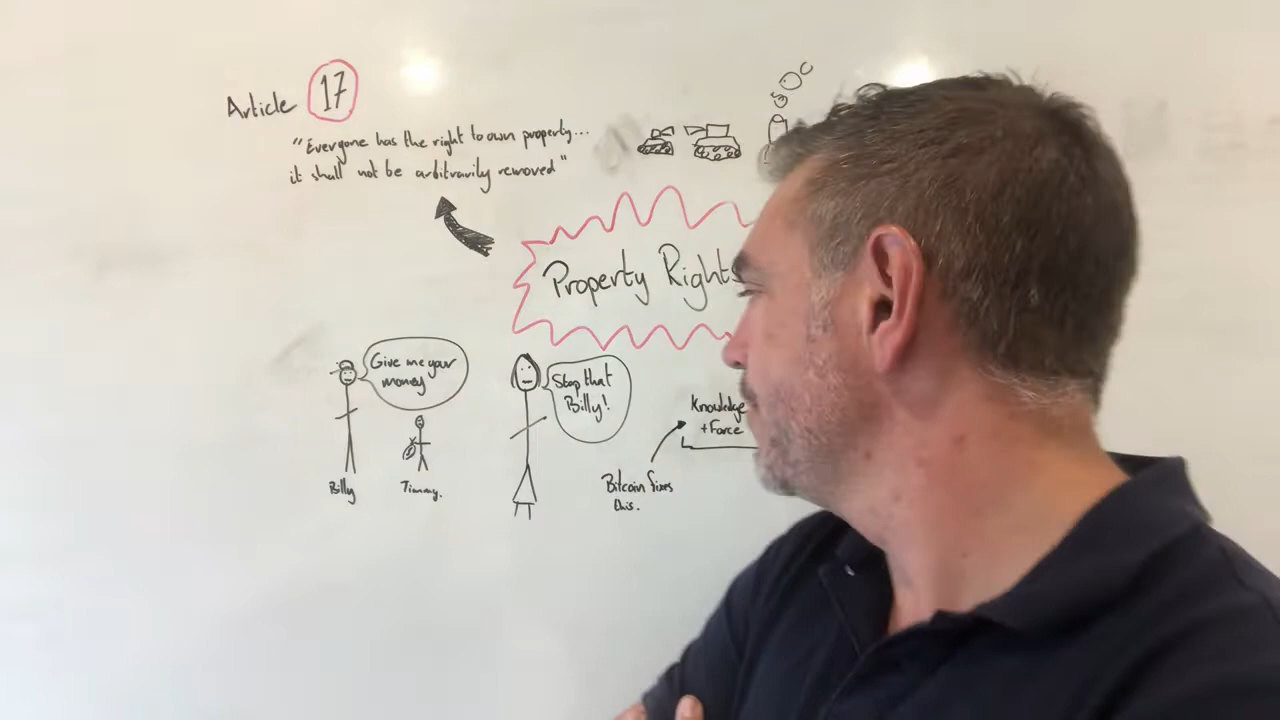 Article 17
"Everyone has the right to own property...
it shall not be arbitrarily removed"
Property Rights
Give me your
money
Stop that
Billy!
Knowledge
+ Force
Billy
Timmy.
Bitcoin fixes
this.